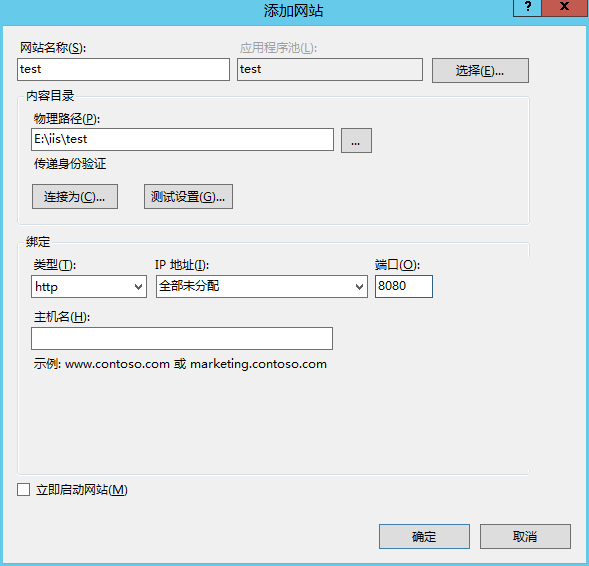 添加网站
? x
网站名称(S): 应用程序池(L):
test test 选择(E)...
内容目录
物理路径(P):
E:\iis\test ...
传递身份验证
连接为(C)... 测试设置(G)...
绑定
类型(T): IP 地址(I): 端口(O):
http 全部未分配 8080
主机名(H):
示例: www.contoso.com 或 marketing.contoso.com
立即启动网站(M)
确定 取消